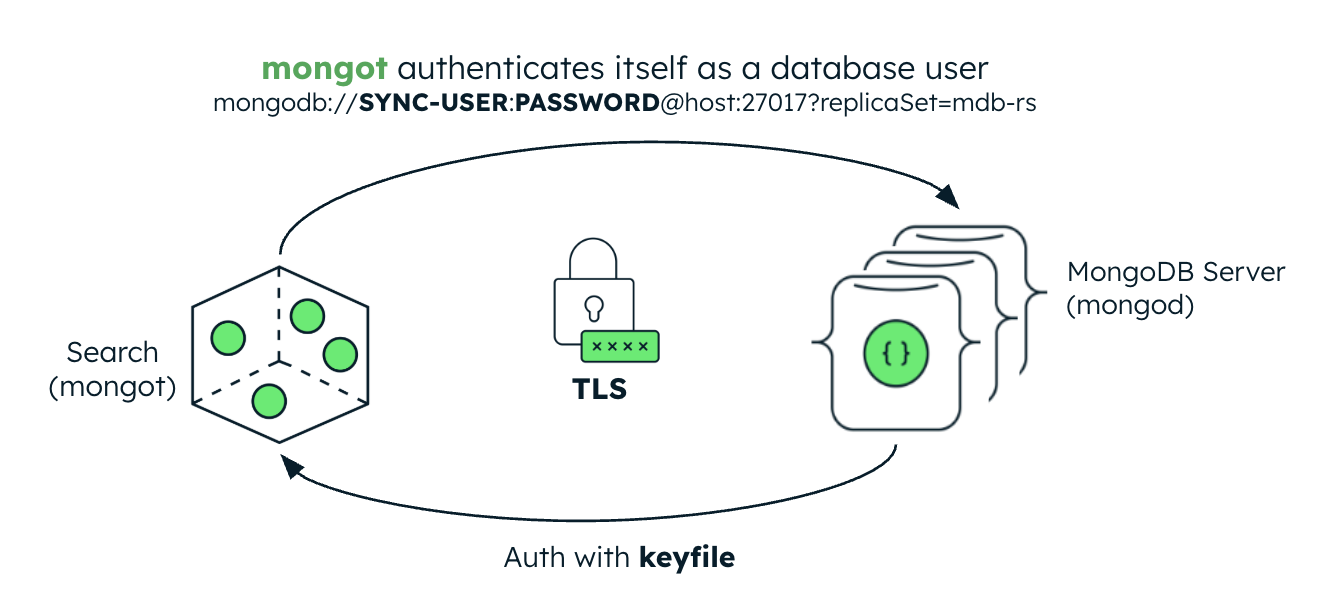 mongot authenticates itself as a database user
mongodb://SYNC-USER:PASSWORD@host:27017?replicaSet=mdb-rs
MongoDB Server
(mongod)
Search
(mongot)
{ }
××××
TLS
Auth with keyfile